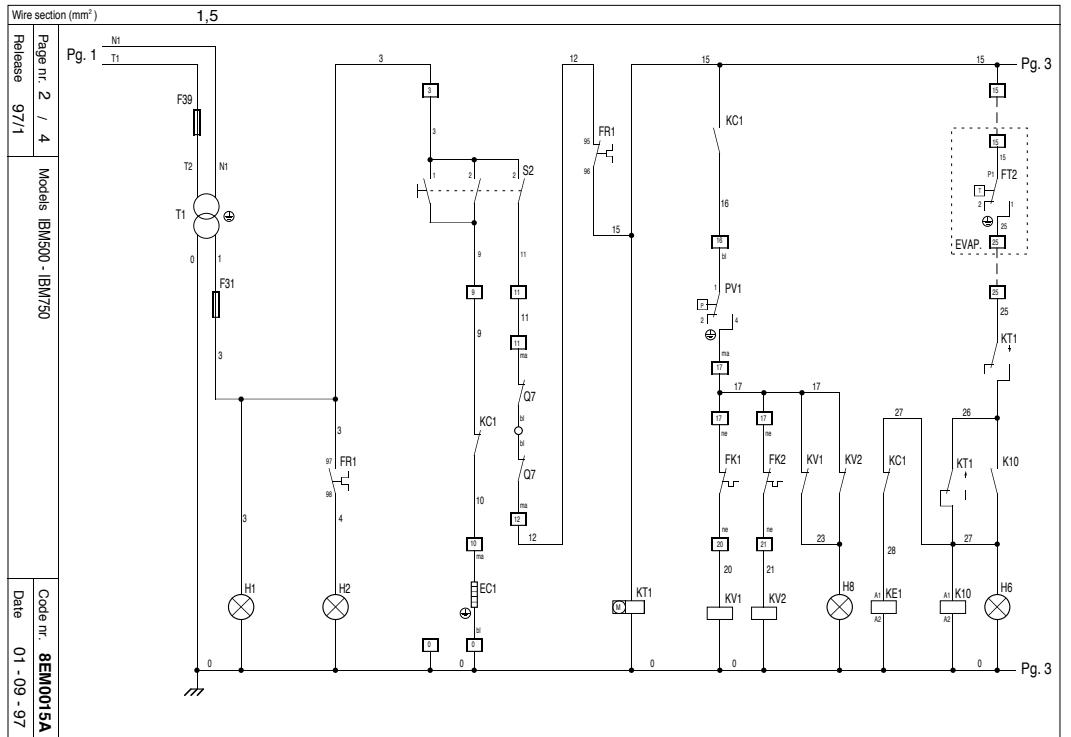 Wire section (mm²) 1,5
Page nr. 2 / 4
Release 97/1
Models IBM500 - IBM750
Code nr. 8EM0015A
Date 01 - 09 - 97
Pg. 1
N1
T1
F39
T2
N1
T1
0
1
F31
3
3
H1
3
3
97
FR1
98
4
H2
0
3
3
1
2
2
S2
9
11
9
11
9
11
11
ma
Q7
bl
bl
Q7
ma
12
12
KC1
10
10
ma
EC1
bl
0
0
0
12
95
FR1
96
15
M
KT1
0
15
KC1
16
16
bl
1
PV1
P
2
4
ma
17
17
17
17
ne
17
ne
FK1
FK2
KV1
KV2
ne
ne
20
21
23
20
21
KV1
KV2
H8
0
15
Pg. 3
15
EVAP.
15
15
P1
FT2
T
2
1
25
25
25
25
KT1
27
26
KC1
KT1
K10
27
28
A1
KE1
A2
A1
K10
A2
H6
0
Pg. 3